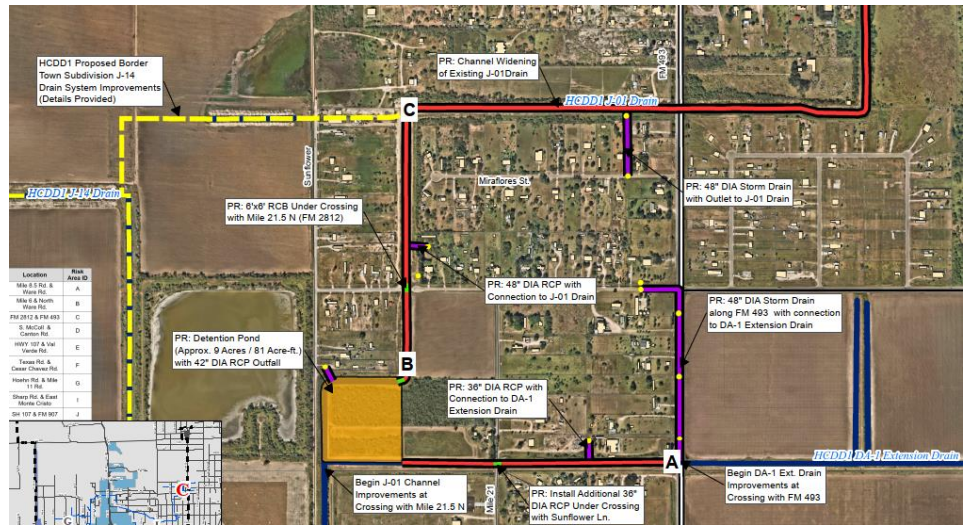 HCDD1 Proposed Border
Town Subdivision J-14
Drain System Improvements
(Details Provided)
PR: Channel Widening
of Existing J-01Drain
FM 493
C
HCDD1 J-01 Drain
Sunflower
Miraflores St.
HCDD1 J-14 Drain
PR: 48" DIA Storm Drain
with Outlet to J-01 Drain
PR: 6'x6' RCB Under Crossing
with Mile 21.5 N (FM 2812)
Location Risk Area ID
Mile 8.5 Rd. & Ware Rd. A
Mile 6 & North Ware Rd. B
FM 2812 & FM 493 C
S. McColl & Canton Rd. D
HWY 107 & Val Verde Rd. E
Texas Rd. & Cesar Chavez Rd. F
Hoehn Rd. & Mile 11 Rd. G
Sharp Rd. & East Monte Cristo I
SH 107 & FM 907 J
PR: 48" DIA RCP with
Connection to J-01 Drain
PR: 48" DIA Storm Drain
along FM 493 with connection
to DA-1 Extension Drain
PR: Detention Pond
(Approx. 9 Acres / 81 Acre-ft.)
with 42" DIA RCP Outfall
B
PR: 36" DIA RCP with
Connection to DA-1
Extension Drain
A
HCDD1 DA-1 Extension Drain
Begin J-01 Channel
Improvements at
Crossing with Mile 21.5 N
Mile 21
PR: Install Additional 36"
DIA RCP Under Crossing
with Sunflower Ln.
Begin DA-1 Ext. Drain
Improvements at
Crossing with FM 493
C
G